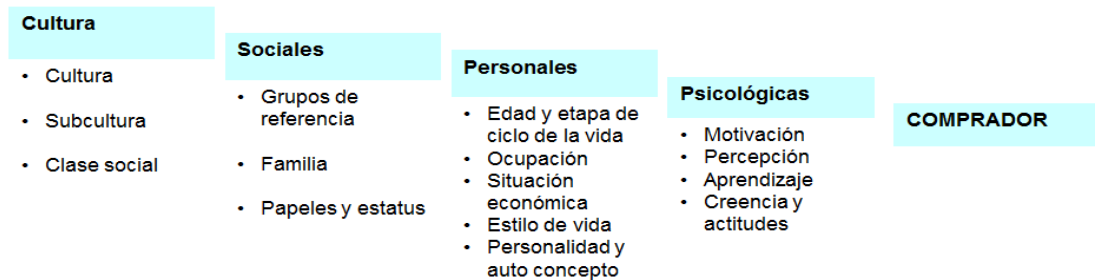 Cultura
• Cultura
• Subcultura
• Clase social
Sociales
• Grupos de
referencia
• Familia
• Papeles y estatus
Personales
• Edad y etapa de
ciclo de la vida
• Ocupación
• Situación
económica
• Estilo de vida
• Personalidad y
auto concepto
Psicológicas
• Motivación
• Percepción
• Aprendizaje
• Creencia y
actitudes
COMPRADOR